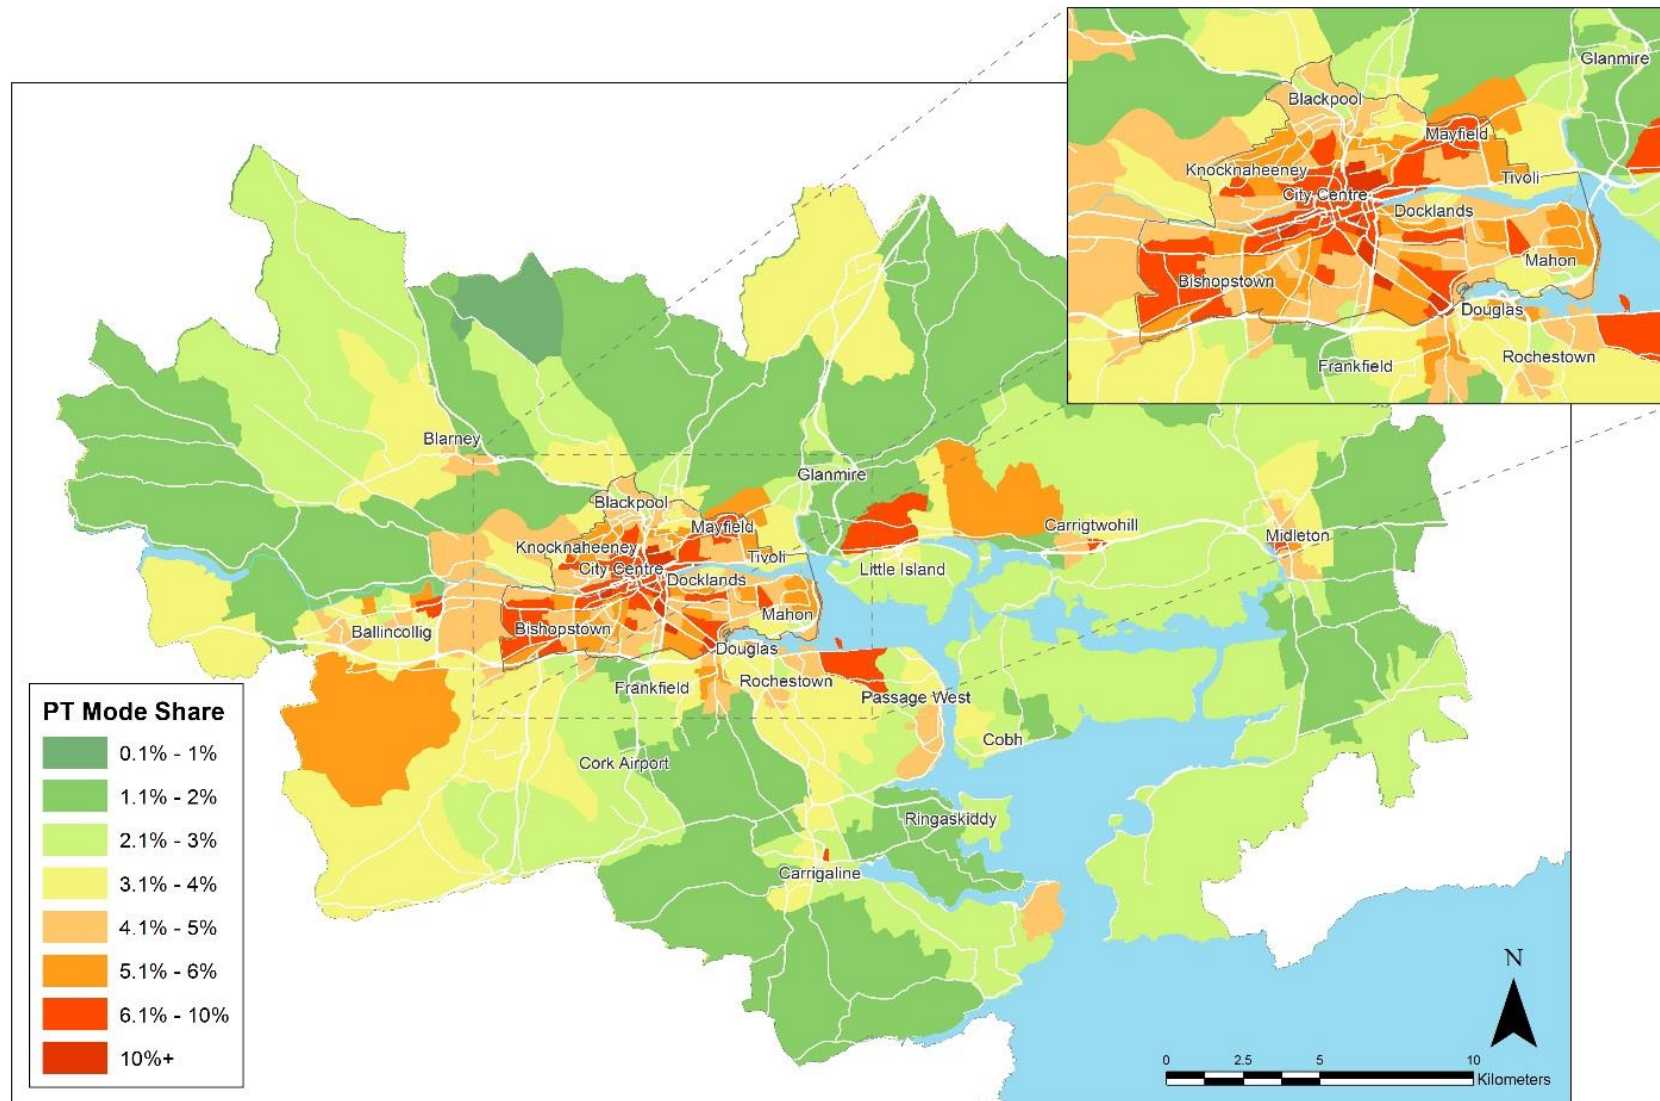 Glanmire
Blackpool
Mayfield
Knocknaheeney
Tivoli
City Centre
Docklands
Bishopstown
Mahon
Douglas
Frankfield
Rochestown
Blarney
Glanmire
Blackpool
Mayfield
Carrigtwohill
Midleton
Knocknaheeney
Tivoli
City Centre
Little Island
Docklands
Mahon
Ballincollig
Bishopstown
Douglas
Frankfield
Rochestown
Passage West
Cobh
Cork Airport
Ringaskiddy
Carrigaline
PT Mode Share
0.1% - 1%
1.1% - 2%
2.1% - 3%
3.1% - 4%
4.1% - 5%
5.1% - 6%
6.1% - 10%
10%+
N
0 2.5 5 10
Kilometers